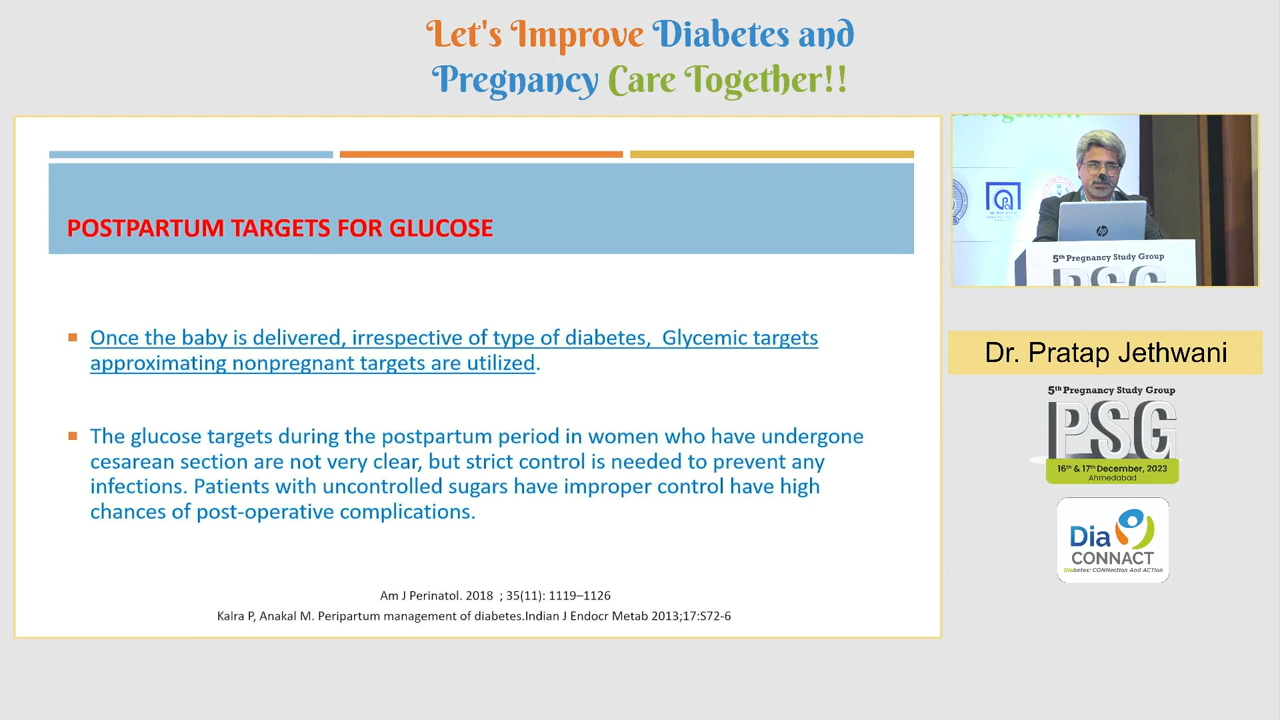 Let's Improve Diabetes and
Pregnancy Care Together!!
POSTPARTUM TARGETS FOR GLUCOSE
Once the baby is delivered, irrespective of type of diabetes, Glycemic targets
approximating nonpregnant targets are utilized.
The glucose targets during the postpartum period in women who have undergone
cesarean section are not very clear, but strict control is needed to prevent any
infections. Patients with uncontrolled sugars have improper control have high
chances of post-operative complications.
Am J Perinatol. 2018 ; 35(11): 1119–1126
Kalra P, Anakal M. Peripartum management of diabetes.Indian J Endocr Metab 2013;17:S72-6
hp
5th Pregnancy Study Group
PSG
Dr. Pratap Jethwani
5th Pregnancy Study Group
PSG
16th & 17th December, 2023
Ahmedabad
Dia
CONNACT
Diabetes: CONNection And ACTion